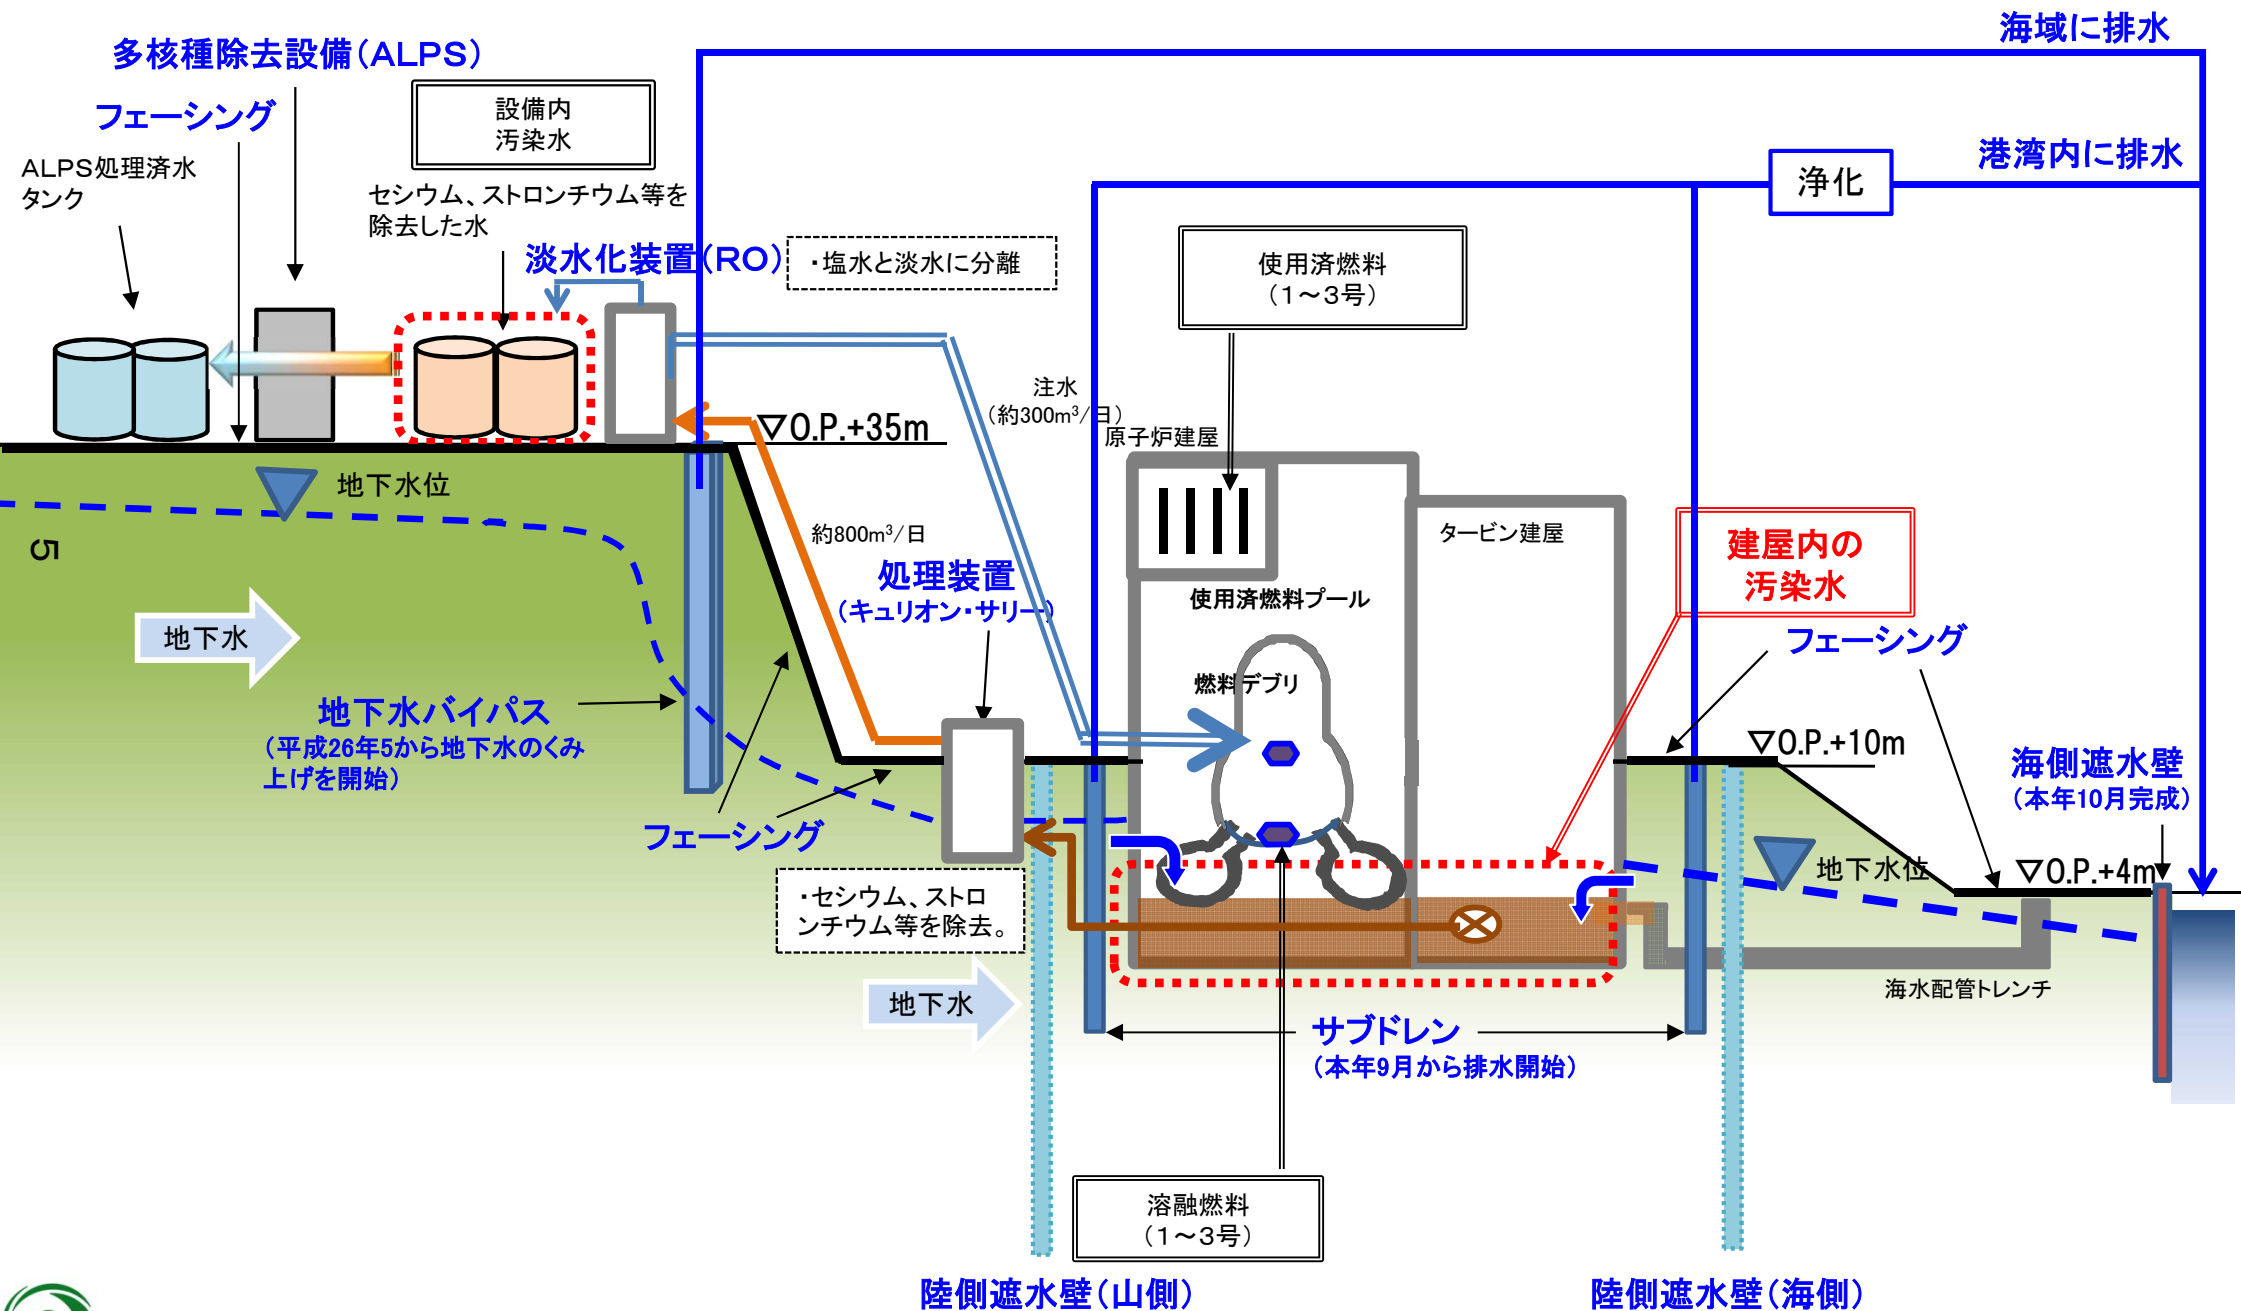 海域に排水
多核種除去設備(ALPS)
フェーシング
設備内
汚染水
ALPS処理済水
タンク
セシウム、ストロンチウム等を
除去した水
港湾内に排水
浄化
淡水化装置(RO)
・塩水と淡水に分離
使用済燃料
(1～3号)
注水
(約300m³/日)
▽O.P.+35m
原子炉建屋
地下水位
5
約800m³/日
処理装置
(キュリオン・サリー)
タービン建屋
建屋内の
汚染水
使用済燃料プール
フェーシング
地下水
燃料デブリ
地下水バイパス
(平成26年5から地下水のくみ
上げを開始)
▽O.P.+10m
海側遮水壁
(本年10月完成)
フェーシング
地下水位
▽O.P.+4m
・セシウム、ストロ
ンチウム等を除去。
地下水
海水配管トレンチ
サブドレン
(本年9月から排水開始)
溶融燃料
(1～3号)
陸側遮水壁(山側)
陸側遮水壁(海側)